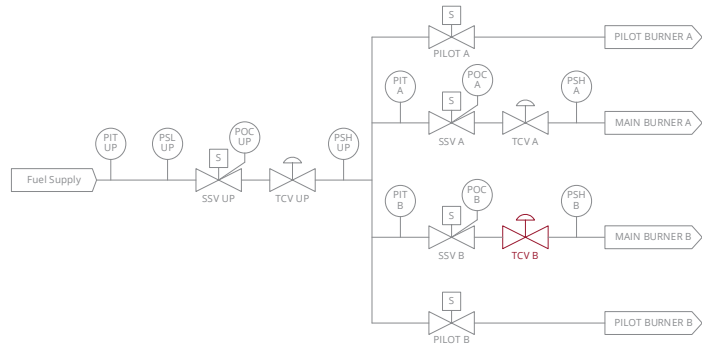 S
PILOT BURNER A
PILOT A
PIT
A
POC
A
S
PSH
A
SSV A
TCV A
MAIN BURNER A
PIT
UP
PSL
UP
POC
UP
S
PSH
UP
Fuel Supply
SSV UP
TCV UP
PIT
B
POC
B
S
PSH
B
SSV B
TCV B
MAIN BURNER B
S
PILOT BURNER B
PILOT B